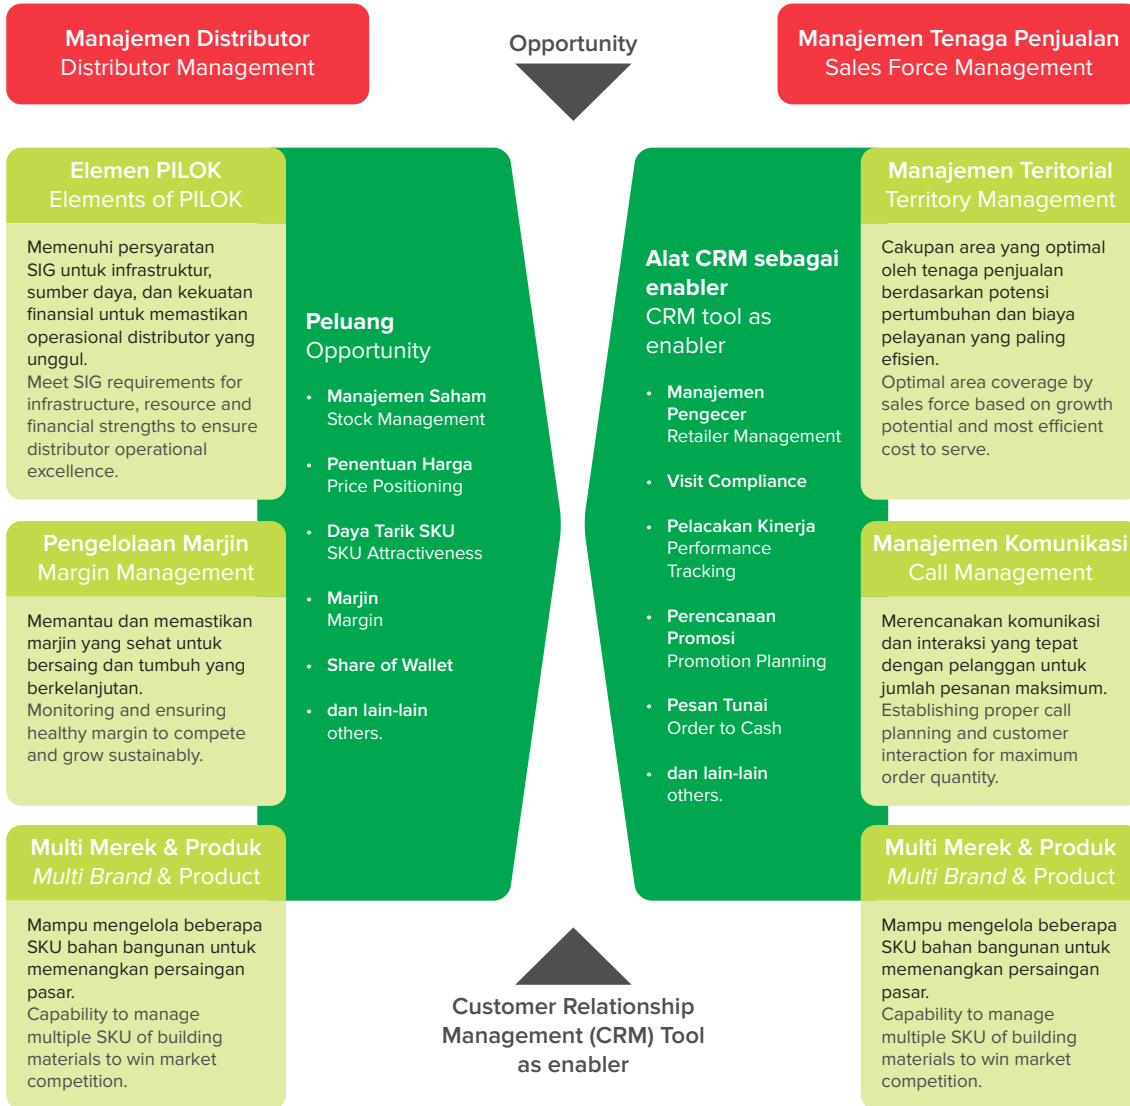 Manajemen Distributor
Distributor Management
Opportunity
Manajemen Tenaga Penjualan
Sales Force Management
Elemen PILOK
Elements of PILOK
Memenuhi persyaratan
SIG untuk infrastruktur,
sumber daya, dan kekuatan
finansial untuk memastikan
operasional distributor yang
unggul.
Meet SIG requirements for
infrastructure, resource and
financial strengths to ensure
distributor operational
excellence.
Pengelolaan Marjin
Margin Management
Memantau dan memastikan
marjin yang sehat untuk
bersaing dan tumbuh yang
berkelanjutan.
Monitoring and ensuring
healthy margin to compete
and grow sustainably.
Multi Merek & Produk
Multi Brand & Product
Mampu mengelola beberapa
SKU bahan bangunan untuk
memenangkan persaingan
pasar.
Capability to manage
multiple SKU of building
materials to win market
competition.
Peluang
Opportunity
• Manajemen Saham
Stock Management
• Penentuan Harga
Price Positioning
• Daya Tarik SKU
SKU Attractiveness
• Marjin
Margin
• Share of Wallet
• dan lain-lain
others.
Alat CRM sebagai
enabler
CRM tool as
enabler
• Manajemen
Pengecer
Retailer Management
• Visit Compliance
• Pelacakan Kinerja
Performance
Tracking
• Perencanaan
Promosi
Promotion Planning
• Pesan Tunai
Order to Cash
• dan lain-lain
others.
Manajemen Teritorial
Territory Management
Cakupan area yang optimal
oleh tenaga penjualan
berdasarkan potensi
pertumbuhan dan biaya
pelayanan yang paling
efisien.
Optimal area coverage by
sales force based on growth
potential and most efficient
cost to serve.
Manajemen Komunikasi
Call Management
Merencanakan komunikasi
dan interaksi yang tepat
dengan pelanggan untuk
jumlah pesanan maksimum.
Establishing proper call
planning and customer
interaction for maximum
order quantity.
Multi Merek & Produk
Multi Brand & Product
Mampu mengelola beberapa
SKU bahan bangunan untuk
memenangkan persaingan
pasar.
Capability to manage
multiple SKU of building
materials to win market
competition.
Customer Relationship
Management (CRM) Tool
as enabler